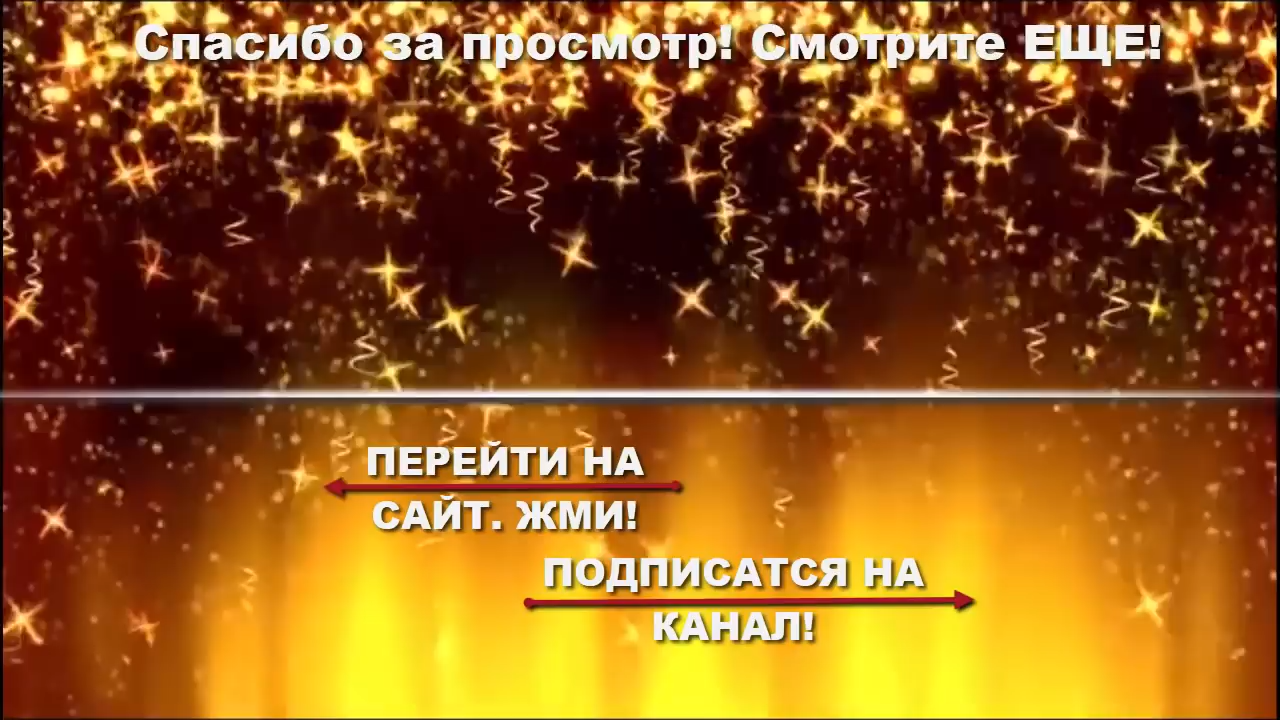 Спасибо за просмотр! Смотрите ЕЩЕ!
ПЕРЕЙТИ НА
САЙТ. ЖМИ!
ПОДПИСАТСЯ НА
КАНАЛ!